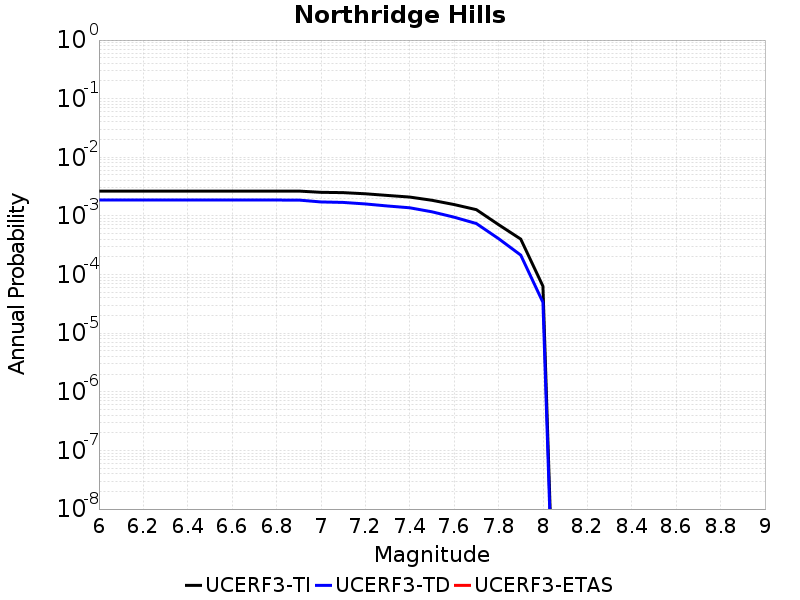 Northridge Hills
Annual Probability
10^0
10^-1
10^-2
10^-3
10^-4
10^-5
10^-6
10^-7
10^-8
6 6.2 6.4 6.6 6.8 7 7.2 7.4 7.6 7.8 8 8.2 8.4 8.6 8.8 9
Magnitude
UCERF3-TI UCERF3-TD UCERF3-ETAS